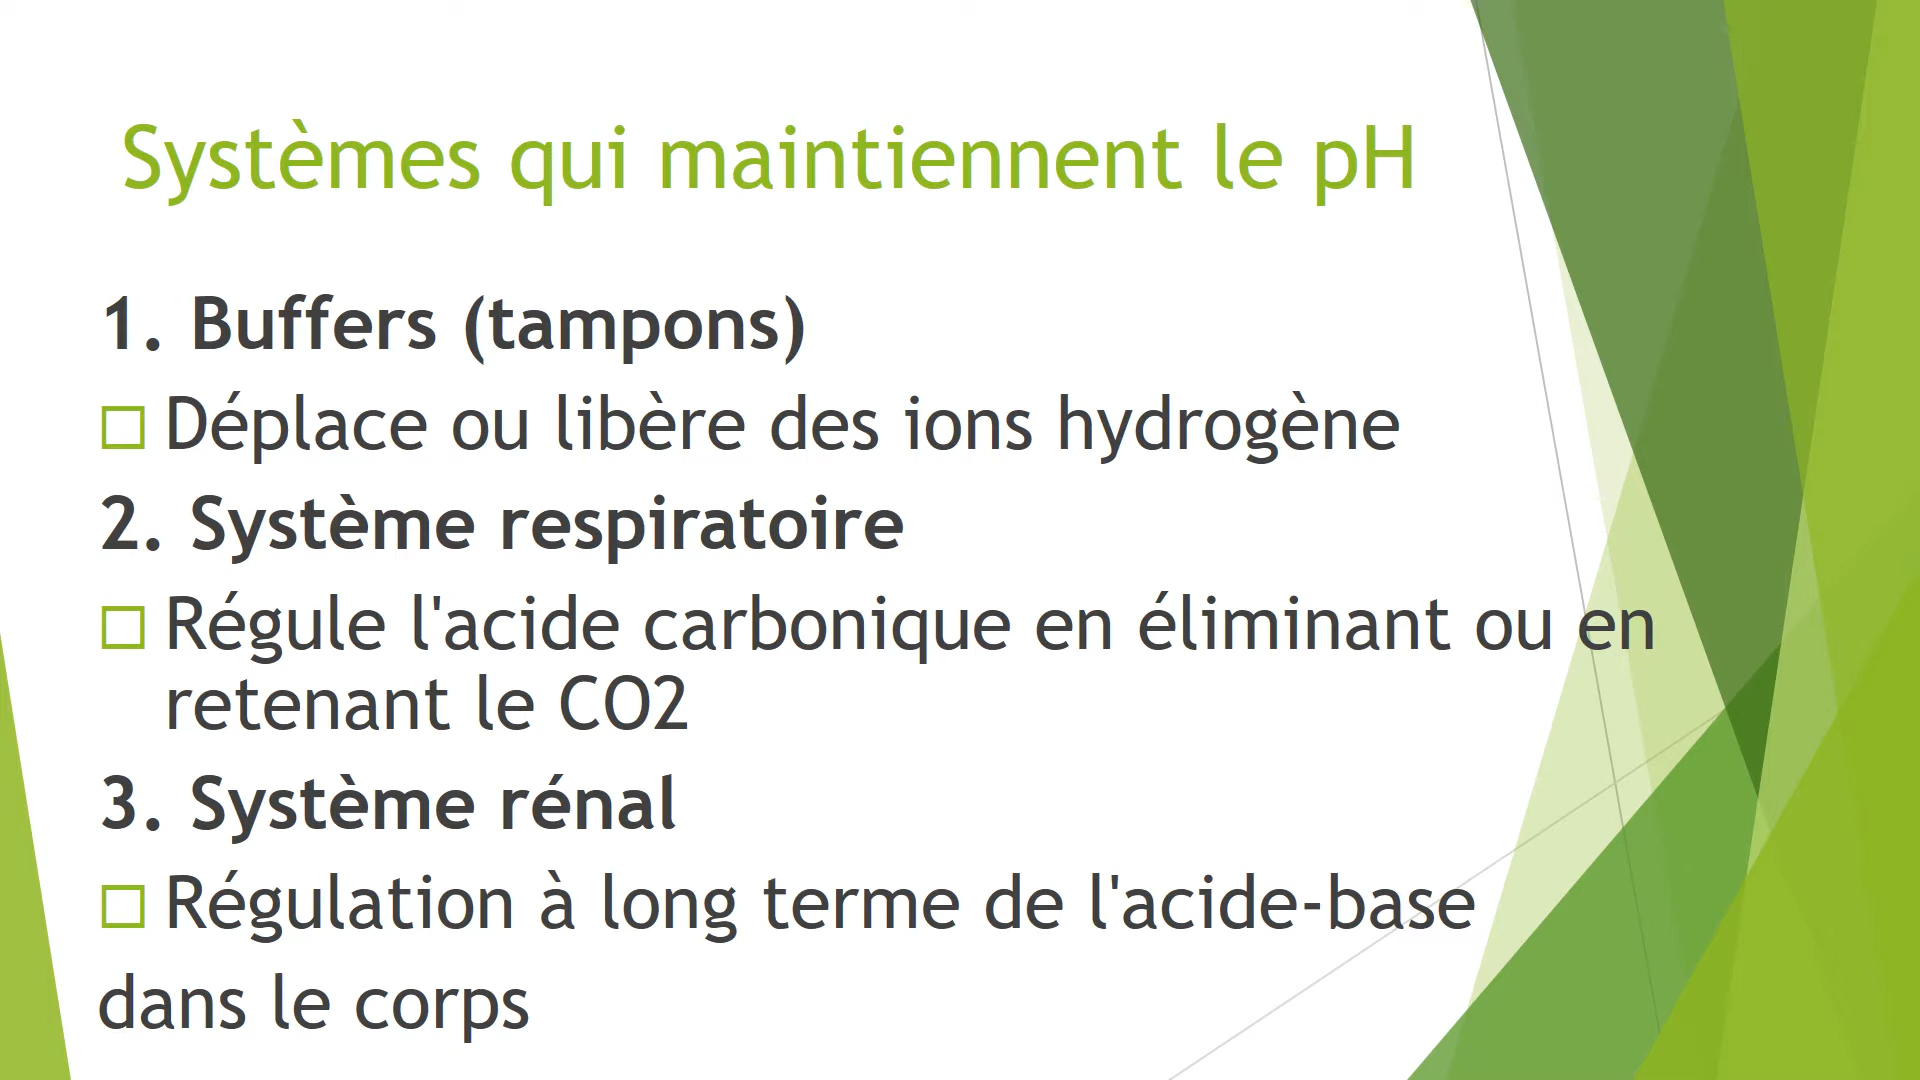 Systèmes qui maintiennent le pH
1. Buffers (tampons)
Déplace ou libère des ions hydrogène
2. Système respiratoire
Régule l'acide carbonique en éliminant ou en
retenant le CO2
3. Système rénal
Régulation à long terme de l'acide-base
dans le corps